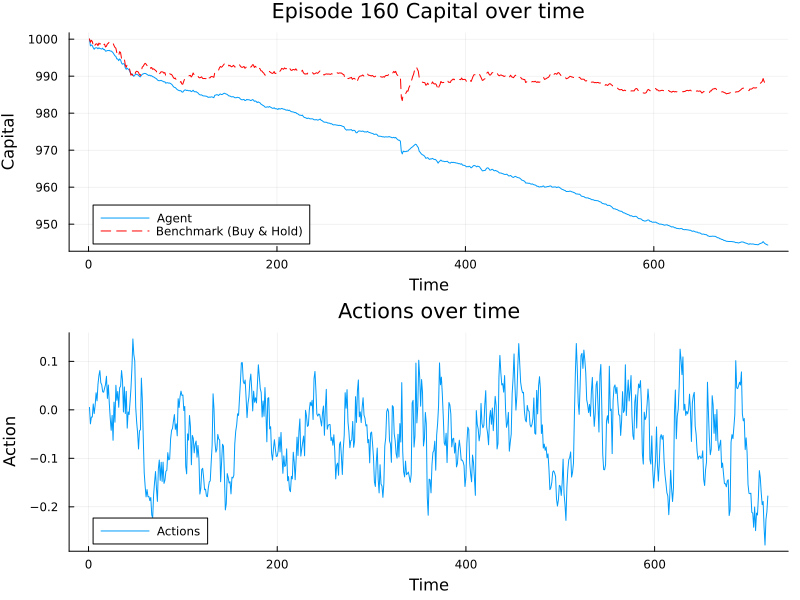 Episode 160 Capital over time
1000
990
980
970
960
950
Capital
Agent
Benchmark (Buy & Hold)
0 200 400 600
Time
Actions over time
0.1
0.0
−0.1
−0.2
Action
Actions
0 200 400 600
Time